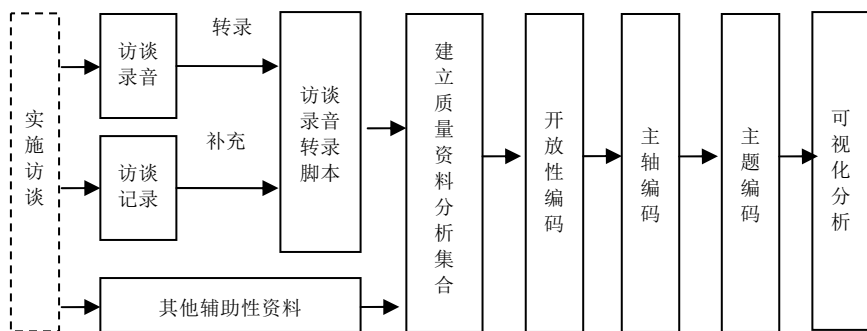 实施访谈
访谈
录音
转录
访谈
记录
补充
访谈
录音
转录
脚本
其他辅助性资料
建立质量资料分析集合
开放性编码
主轴编码
主题编码
可视化分析